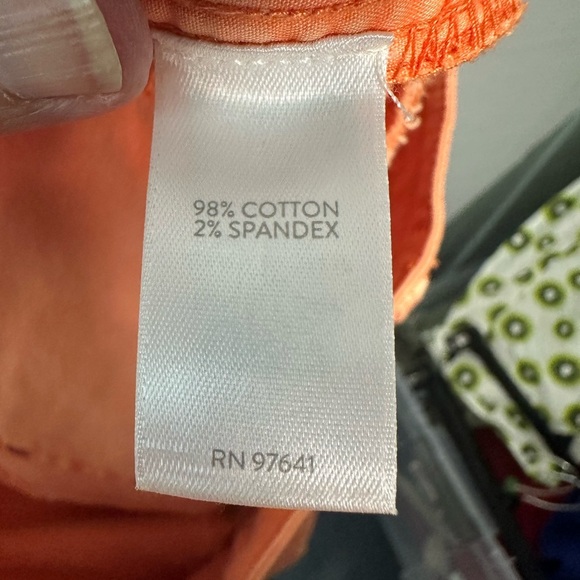 98% COTTON
2% SPANDEX
RN 97641